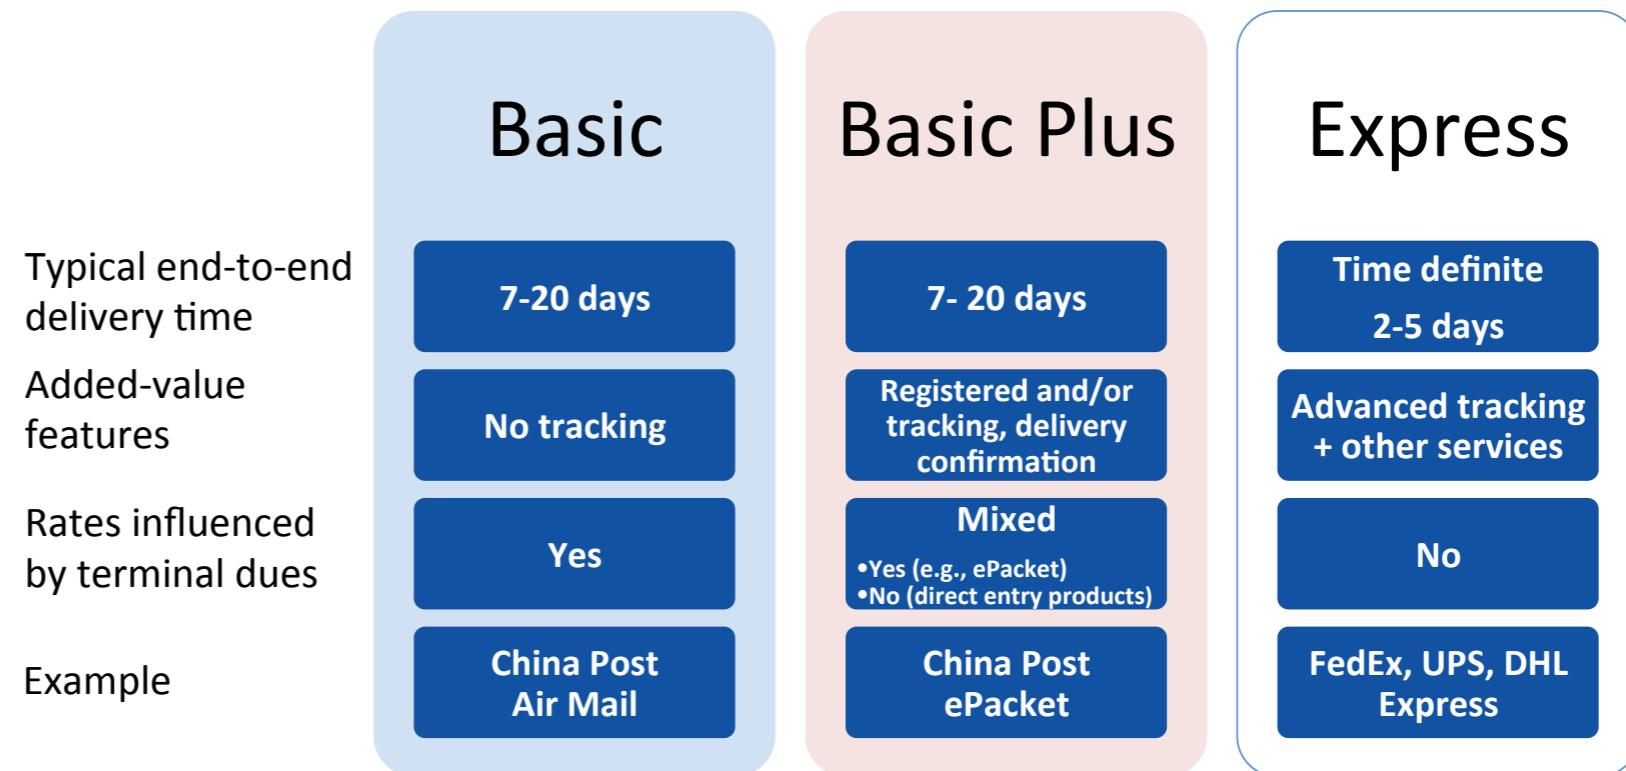 Basic
Basic Plus
Express
Typical end-to-end
delivery time
7-20 days
7- 20 days
Time definite
2-5 days
Added-value
features
No tracking
Registered and/or
tracking, delivery
confirmation
Advanced tracking
+ other services
Rates influenced
by terminal dues
Yes
Mixed
•Yes (e.g., ePacket)
•No (direct entry products)
No
Example
China Post
Air Mail
China Post
ePacket
FedEx, UPS, DHL
Express